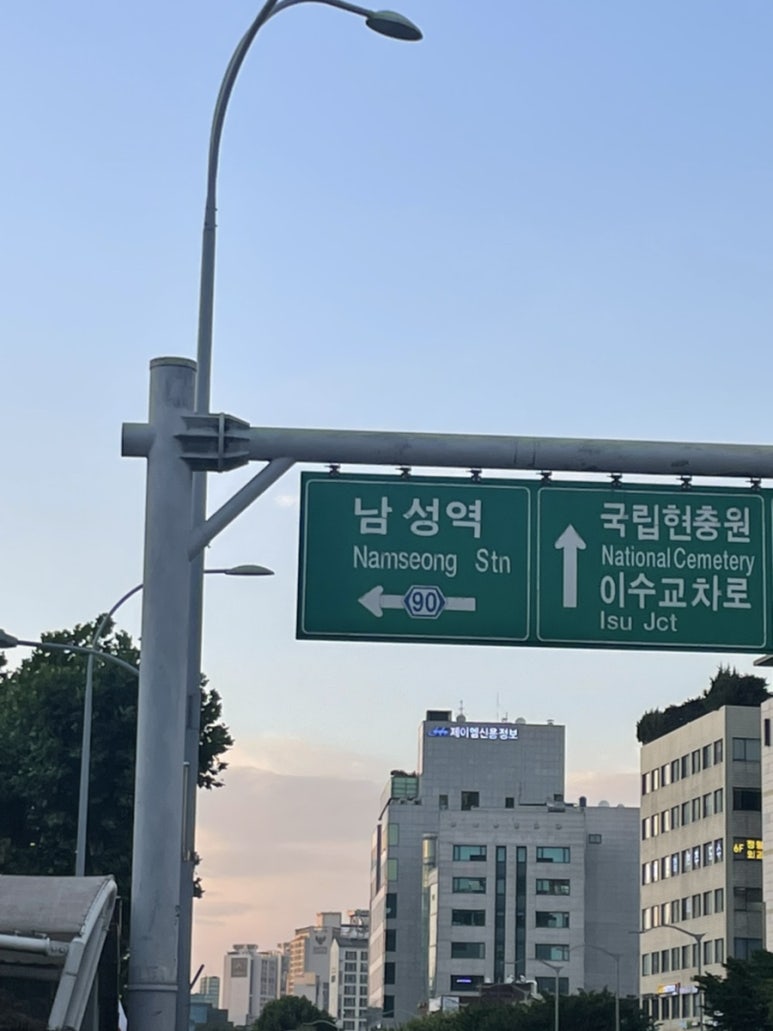 남성역
Namseong Stn
90
국립현충원
National Cemetery
이수교차로
Isu Jct
제이엠신용정보
6F